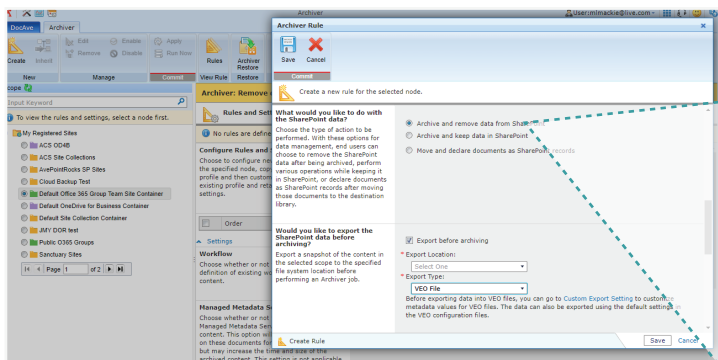 Archiver
User:mlmackie@live.com
DocAve
Archiver
Create
Inherit
Edit
Remove
Enable
Disable
Apply
Run Now
Rules
Archiver
Restore
New
Manage
Commit
View Rule
Restore
Input Keyword
To view the rules and settings, select a node first.
My Registered Sites
ACS OD4B
ACS Site Collections
AvePointRocks SP Sites
Cloud Backup Test
Default Office 365 Group Team Site Container
Default OneDrive for Business Container
Default Site Collection Container
JMY DOR test
Public O365 Groups
Sanctuary Sites
Page 1 of 2
Archiver: Remove
Rules and Sett
No rules are define
Configure Rules and
Choose to configure new
the specified node, copy
profile and then custom
existing profile and reta
settings.
Order
Settings
Workflow
Choose whether or not
definition of existing wo
content.
Managed Metadata S
Choose whether or not
Managed Metadata Serv
content. This option will
on these documents for
but may increase the time and size of the
archived content. This setting is not applicable
Archiver Rule
Save
Cancel
Commit
Create a new rule for the selected node.
What would you like to do with
the SharePoint data?
Choose the type of action to be
performed. With these options for
data management, end users can
choose to remove the SharePoint
data after being archived, perform
various operations while keeping it
in SharePoint, or declare documents
as SharePoint records after moving
those documents to the destination
library.
Archive and remove data from SharePoint
Archive and keep data in SharePoint
Move and declare documents as SharePoint records
Would you like to export the
SharePoint data before
archiving?
Export a snapshot of the content in
the selected scope to the specified
file system location before
performing an Archiver job.
Export before archiving
* Export Location:
Select One
* Export Type:
VEO File
Before exporting data into VEO files, you can go to Custom Export Setting to customize
metadata values for VEO files. The data can also be exported using the default settings in
the VEO configuration files.
Create Rule
Save
Cancel